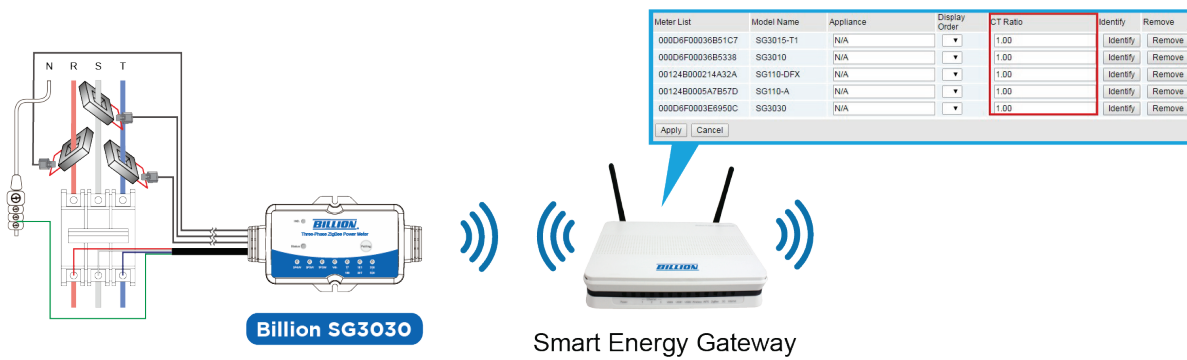 Meter List Model Name Appliance Display Order CT Ratio Identify Remove
000D6F00036B51C7 SG3015-T1 N/A 1.00 Identify Remove
000D6F00036B5338 SG3010 N/A 1.00 Identify Remove
00124B000214A32A SG110-DFX N/A 1.00 Identify Remove
00124B0005A7B57D SG110-A N/A 1.00 Identify Remove
000D6F0003E6950C SG3030 N/A 1.00 Identify Remove
Apply Cancel
N R S T
BILLION
Three-Phase ZigBee Power Meter
BILLION
Billion SG3030
Smart Energy Gateway